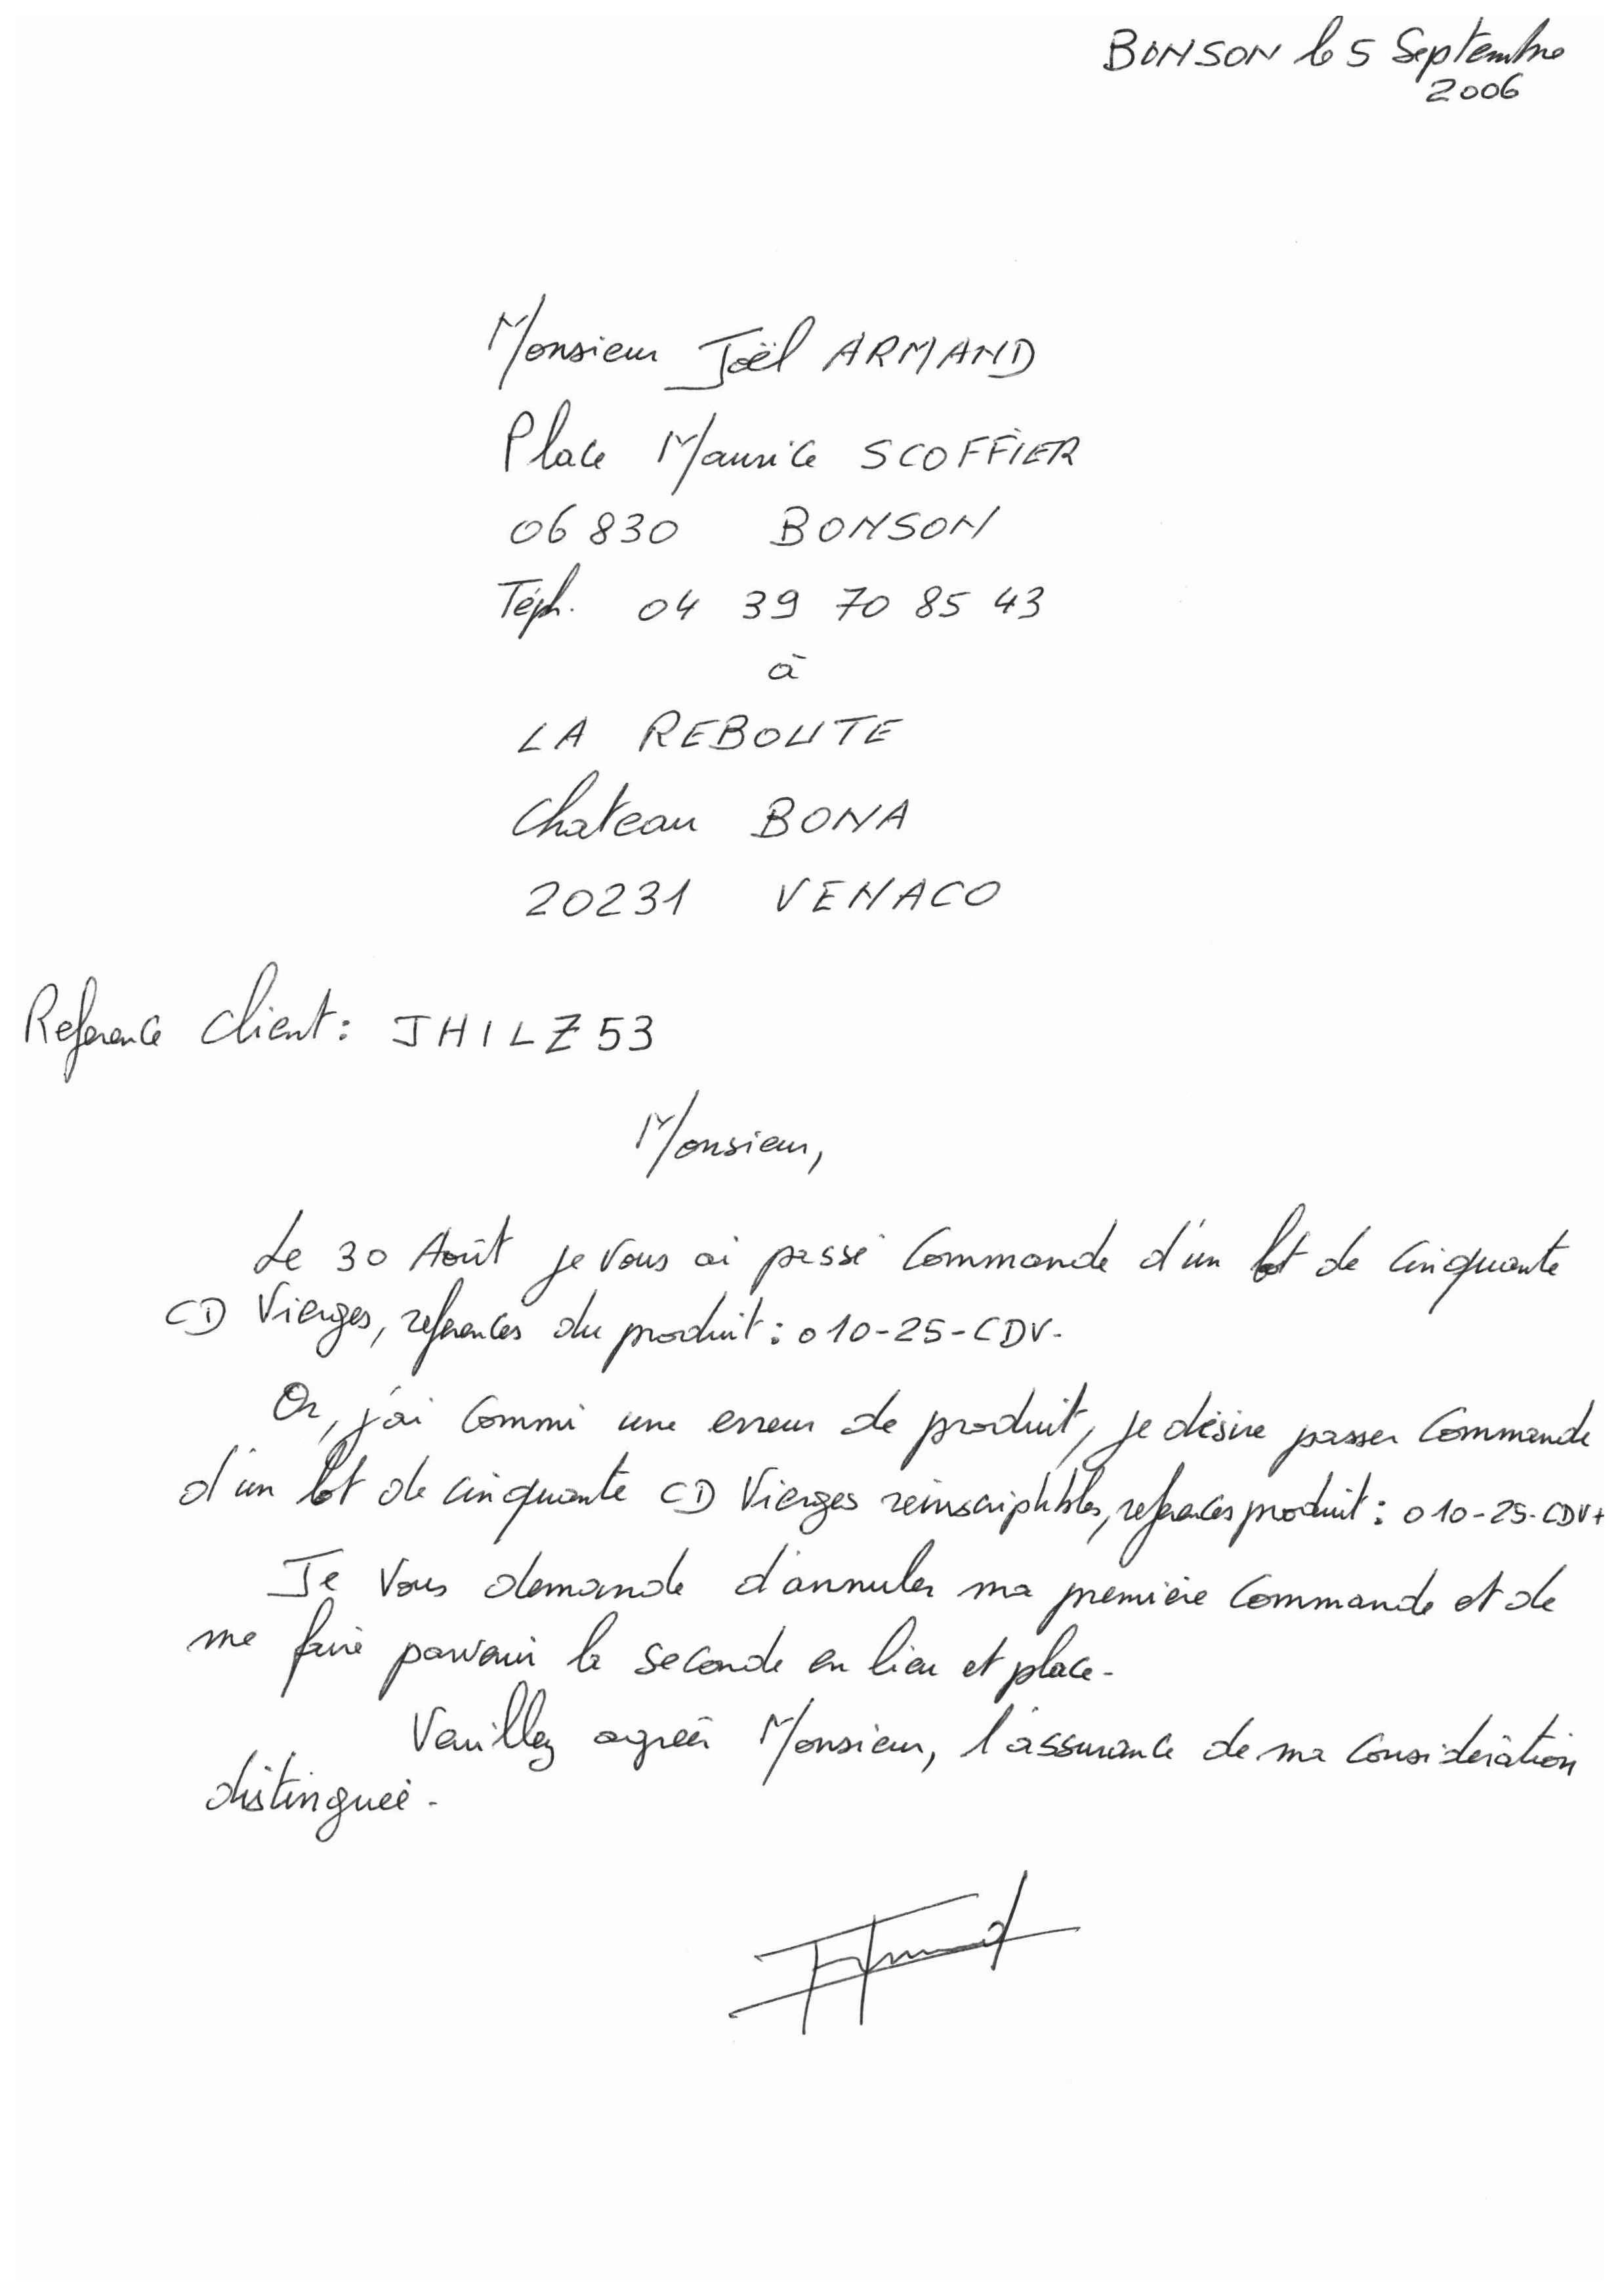 BONSON le 5 Septembre
2006
Monsieur Joël ARMAND
Place Maurice SCOFFIER
06 830 BONSON
Téph. 04 39 70 85 43
à
LA REBOUTE
Chateau BONA
20231 VENACO
Reference client : JHILZ53
Monsieur,
Le 30 Août je vous ai passé commande d'un lot de cinquante
CD Vierges, references du produit : 010-25-CDV.
Or, j'ai commi une erreur de produit, je désire passer commande
d'un lot de cinquante CD Vierges réinscriptibles, references produit : 010-25-CDV+
Je vous demande d'annuler ma première commande et de
me faire parvenir la seconde en lieu et place.
Veuillez agréer Monsieur, l'assurance de ma considération
distinguée.